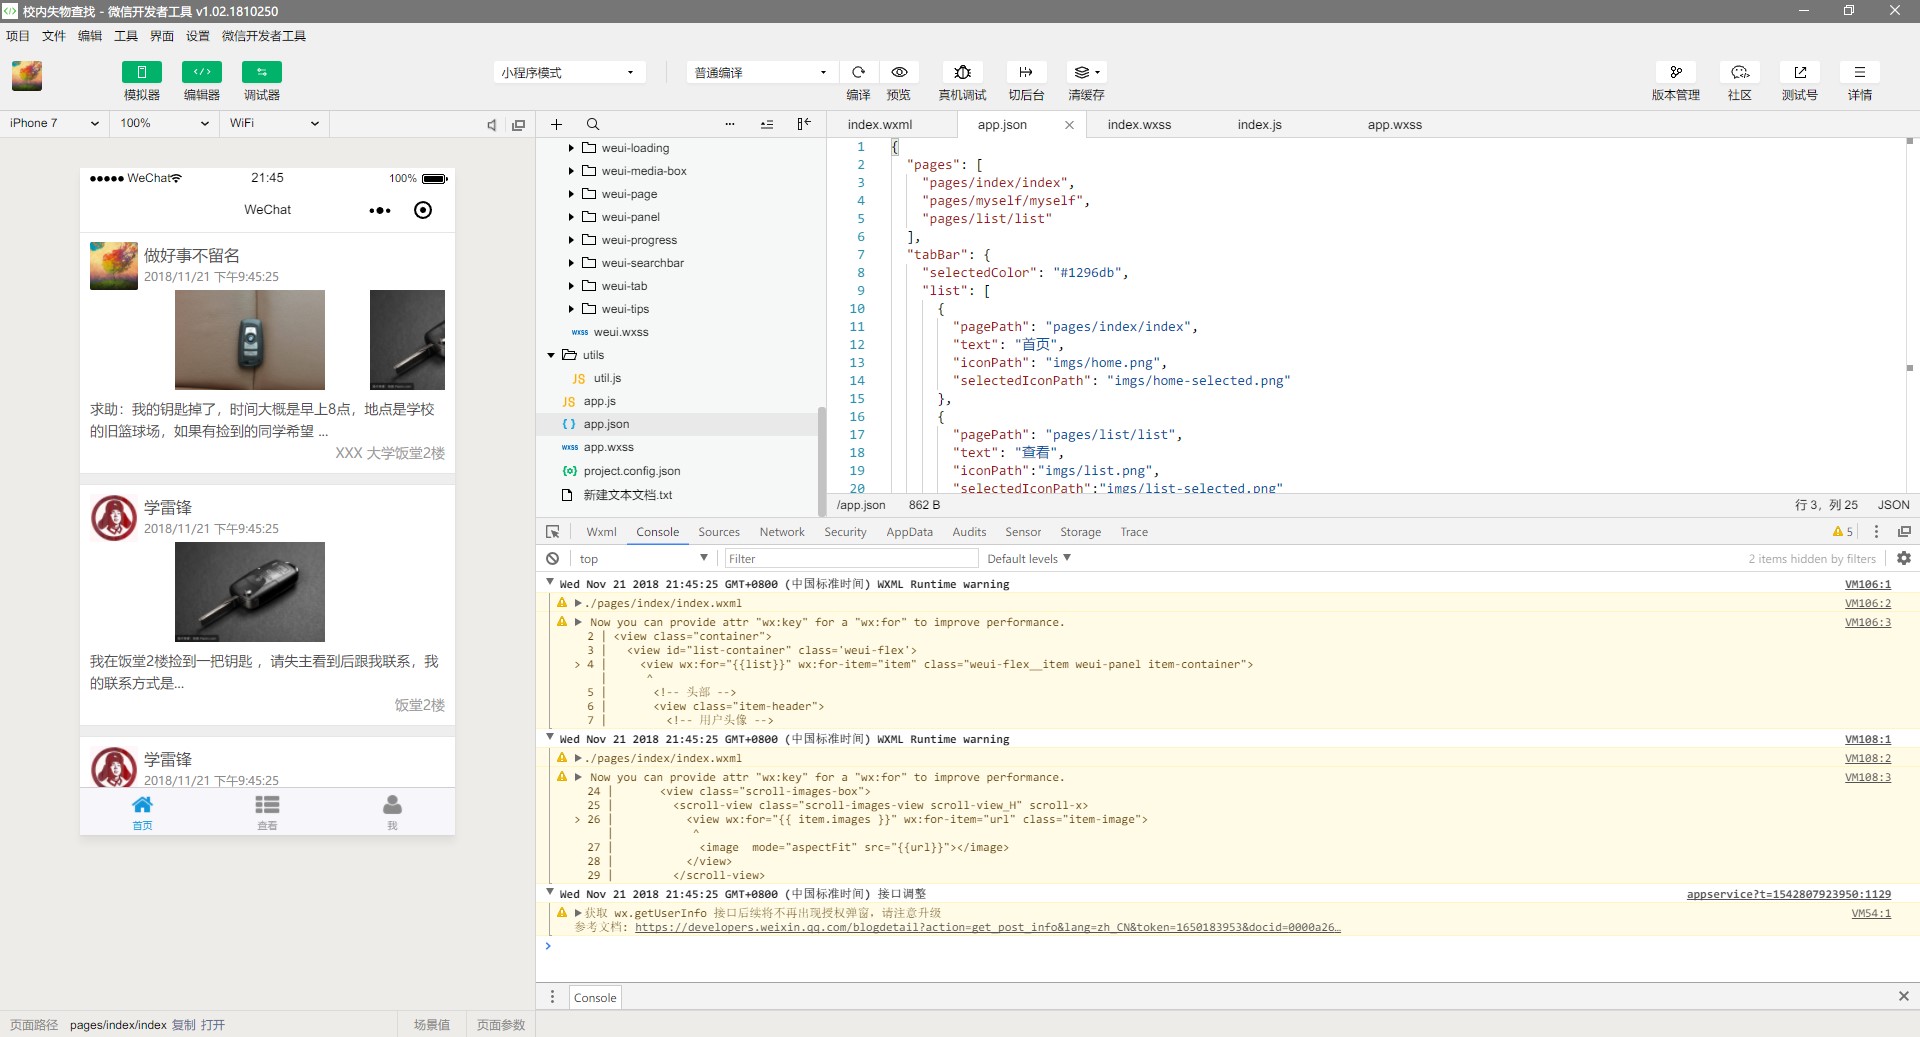 校内失物查找 - 微信开发者工具 v1.02.1810250
项目 文件 编辑 工具 界面 设置 微信开发者工具
模拟器 编辑器 调试器
小程序模式 普通编译
编译 预览 真机调试 切后台 清缓存
版本管理 社区 测试号 详情
iPhone 7 100% WiFi
WeChat 21:45 100%
WeChat
做好事不留名
2018/11/21 下午9:45:25
求助：我的钥匙掉了，时间大概是早上8点，地点是学校
的旧篮球场，如果有捡到的同学希望 ...
XXX 大学饭堂2楼
学雷锋
2018/11/21 下午9:45:25
我在饭堂2楼捡到一把钥匙 ，请失主看到后跟我联系，我
的联系方式是...
饭堂2楼
学雷锋
2018/11/21 下午9:45:25
首页 查看 我
页面路径 pages/index/index 复制 打开 场景值 页面参数
weui-loading
weui-media-box
weui-page
weui-panel
weui-progress
weui-searchbar
weui-tab
weui-tips
wxss weui.wxss
utils
JS util.js
JS app.js
{ } app.json
wxss app.wxss
{o} project.config.json
新建文本文档.txt
index.wxml app.json index.wxss index.js app.wxss
1 {
2 "pages": [
3 "pages/index/index",
4 "pages/myself/myself",
5 "pages/list/list"
6 ],
7 "tabBar": {
8 "selectedColor": "#1296db",
9 "list": [
10 {
11 "pagePath": "pages/index/index",
12 "text": "首页",
13 "iconPath": "imgs/home.png",
14 "selectedIconPath": "imgs/home-selected.png"
15 },
16 {
17 "pagePath": "pages/list/list",
18 "text": "查看",
19 "iconPath":"imgs/list.png",
20 "selectedIconPath":"imgs/list-selected.png"
/app.json 862 B 行 3，列 25 JSON
Wxml Console Sources Network Security AppData Audits Sensor Storage Trace 5
top Filter Default levels 2 items hidden by filters
Wed Nov 21 2018 21:45:25 GMT+0800 (中国标准时间) WXML Runtime warning VM106:1
./pages/index/index.wxml VM106:2
Now you can provide attr "wx:key" for a "wx:for" to improve performance. VM106:3
2 | <view class="container">
3 | <view id="list-container" class='weui-flex'>
> 4 | <view wx:for="{{list}}" wx:for-item="item" class="weui-flex__item weui-panel item-container">
| ^
5 | <!-- 头部 -->
6 | <view class="item-header">
7 | <!-- 用户头像 -->
Wed Nov 21 2018 21:45:25 GMT+0800 (中国标准时间) WXML Runtime warning VM108:1
./pages/index/index.wxml VM108:2
Now you can provide attr "wx:key" for a "wx:for" to improve performance. VM108:3
24 | <view class="scroll-images-box">
25 | <scroll-view class="scroll-images-view scroll-view_H" scroll-x>
> 26 | <view wx:for="{{ item.images }}" wx:for-item="url" class="item-image">
| ^
27 | <image mode="aspectFit" src="{{url}}"></image>
28 | </view>
29 | </scroll-view>
Wed Nov 21 2018 21:45:25 GMT+0800 (中国标准时间) 接口调整 appservice?t=1542807923950:1129
获取 wx.getUserInfo 接口后续将不再出现授权弹窗，请注意升级 VM54:1
参考文档: https://developers.weixin.qq.com/blogdetail?action=get_post_info&lang=zh_CN&token=1650183953&docid=0000a26…
Console